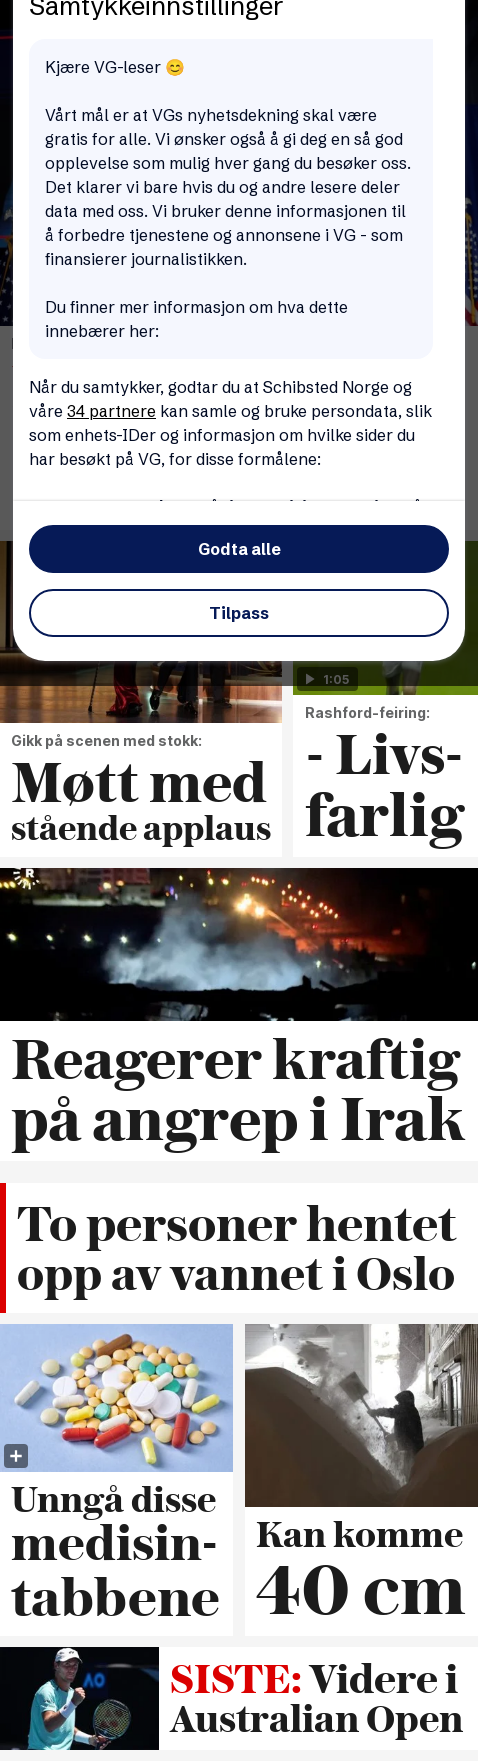 Samtykkeinnstillinger
Kjære VG-leser 😊
Vårt mål er at VGs nyhetsdekning skal være
gratis for alle. Vi ønsker også å gi deg en så god
opplevelse som mulig hver gang du besøker oss.
Det klarer vi bare hvis du og andre lesere deler
data med oss. Vi bruker denne informasjonen til
å forbedre tjenestene og annonsene i VG - som
finansierer journalistikken.
Du finner mer informasjon om hva dette
innebærer her:
Når du samtykker, godtar du at Schibsted Norge og
våre 34 partnere kan samle og bruke persondata, slik
som enhets-IDer og informasjon om hvilke sider du
har besøkt på VG, for disse formålene:
Godta alle
Tilpass
1:05
Gikk på scenen med stokk:
Møtt med
stående applaus
Rashford-feiring:
- Livs-
farlig
R
Reagerer kraftig
på angrep i Irak
To personer hentet
opp av vannet i Oslo
Unngå disse
medisin-
tabbene
Kan komme
40 cm
AO
SISTE: Videre i
Australian Open